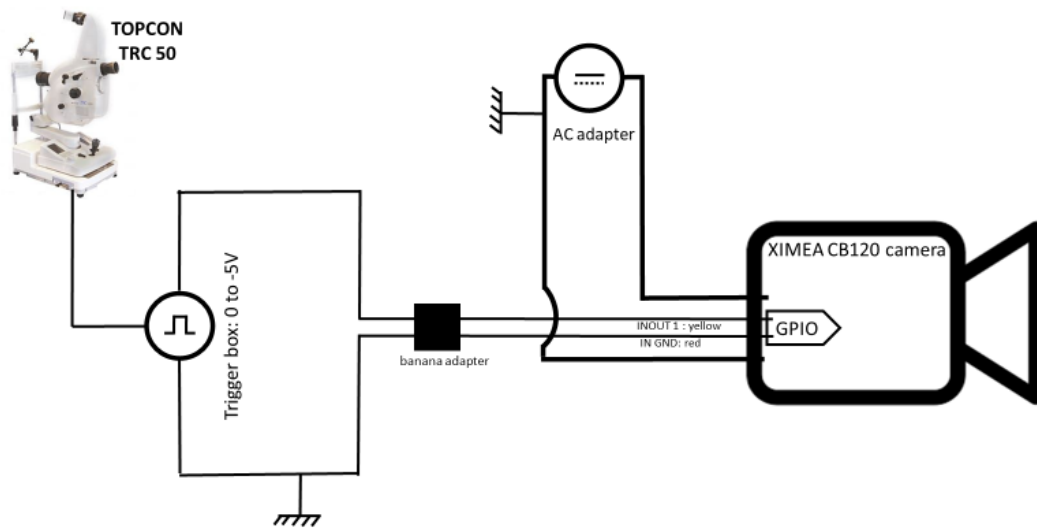 TOPCON
TRC 50
AC adapter
XIMEA CB120 camera
Trigger box: 0 to -5V
INOUT 1 : yellow
GPIO
IN GND: red
banana adapter